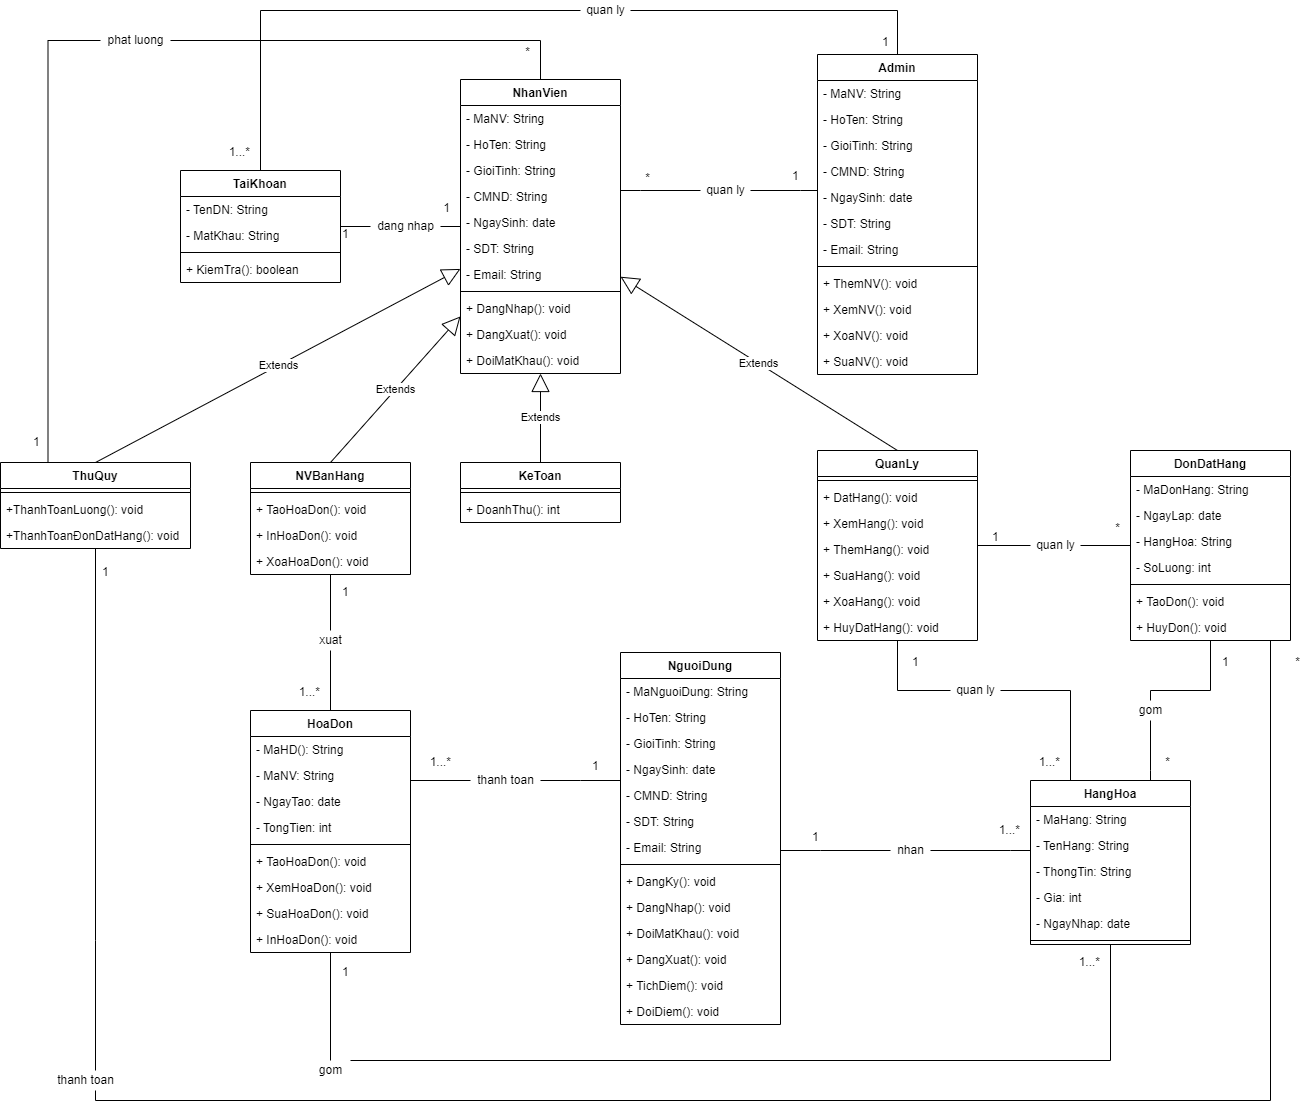 quan ly
phat luong
*
1
Admin
- MaNV: String
- HoTen: String
- GioiTinh: String
- CMND: String
- NgaySinh: date
- SDT: String
- Email: String
+ ThemNV(): void
+ XemNV(): void
+ XoaNV(): void
+ SuaNV(): void
NhanVien
- MaNV: String
- HoTen: String
- GioiTinh: String
- CMND: String
- NgaySinh: date
- SDT: String
- Email: String
+ DangNhap(): void
+ DangXuat(): void
+ DoiMatKhau(): void
* quan ly 1
1...*
TaiKhoan
- TenDN: String
- MatKhau: String
+ KiemTra(): boolean
1 dang nhap 1
Extends
Extends
Extends
Extends
1
ThuQuy
+ThanhToanLuong(): void
+ThanhToanĐonDatHang(): void
1
NVBanHang
+ TaoHoaDon(): void
+ InHoaDon(): void
+ XoaHoaDon(): void
KeToan
+ DoanhThu(): int
QuanLy
+ DatHang(): void
+ XemHang(): void
+ ThemHang(): void
+ SuaHang(): void
+ XoaHang(): void
+ HuyDatHang(): void
1 quan ly *
DonDatHang
- MaDonHang: String
- NgayLap: date
- HangHoa: String
- SoLuong: int
+ TaoDon(): void
+ HuyDon(): void
1
xuat
1...*
1
quan ly
1...*
1
gom
*
*
HoaDon
- MaHD(): String
- MaNV: String
- NgayTao: date
- TongTien: int
+ TaoHoaDon(): void
+ XemHoaDon(): void
+ SuaHoaDon(): void
+ InHoaDon(): void
1...* thanh toan 1
NguoiDung
- MaNguoiDung: String
- HoTen: String
- GioiTinh: String
- NgaySinh: date
- CMND: String
- SDT: String
- Email: String
+ DangKy(): void
+ DangNhap(): void
+ DoiMatKhau(): void
+ DangXuat(): void
+ TichDiem(): void
+ DoiDiem(): void
1 nhan 1...*
HangHoa
- MaHang: String
- TenHang: String
- ThongTin: String
- Gia: int
- NgayNhap: date
1...*
1
gom
thanh toan